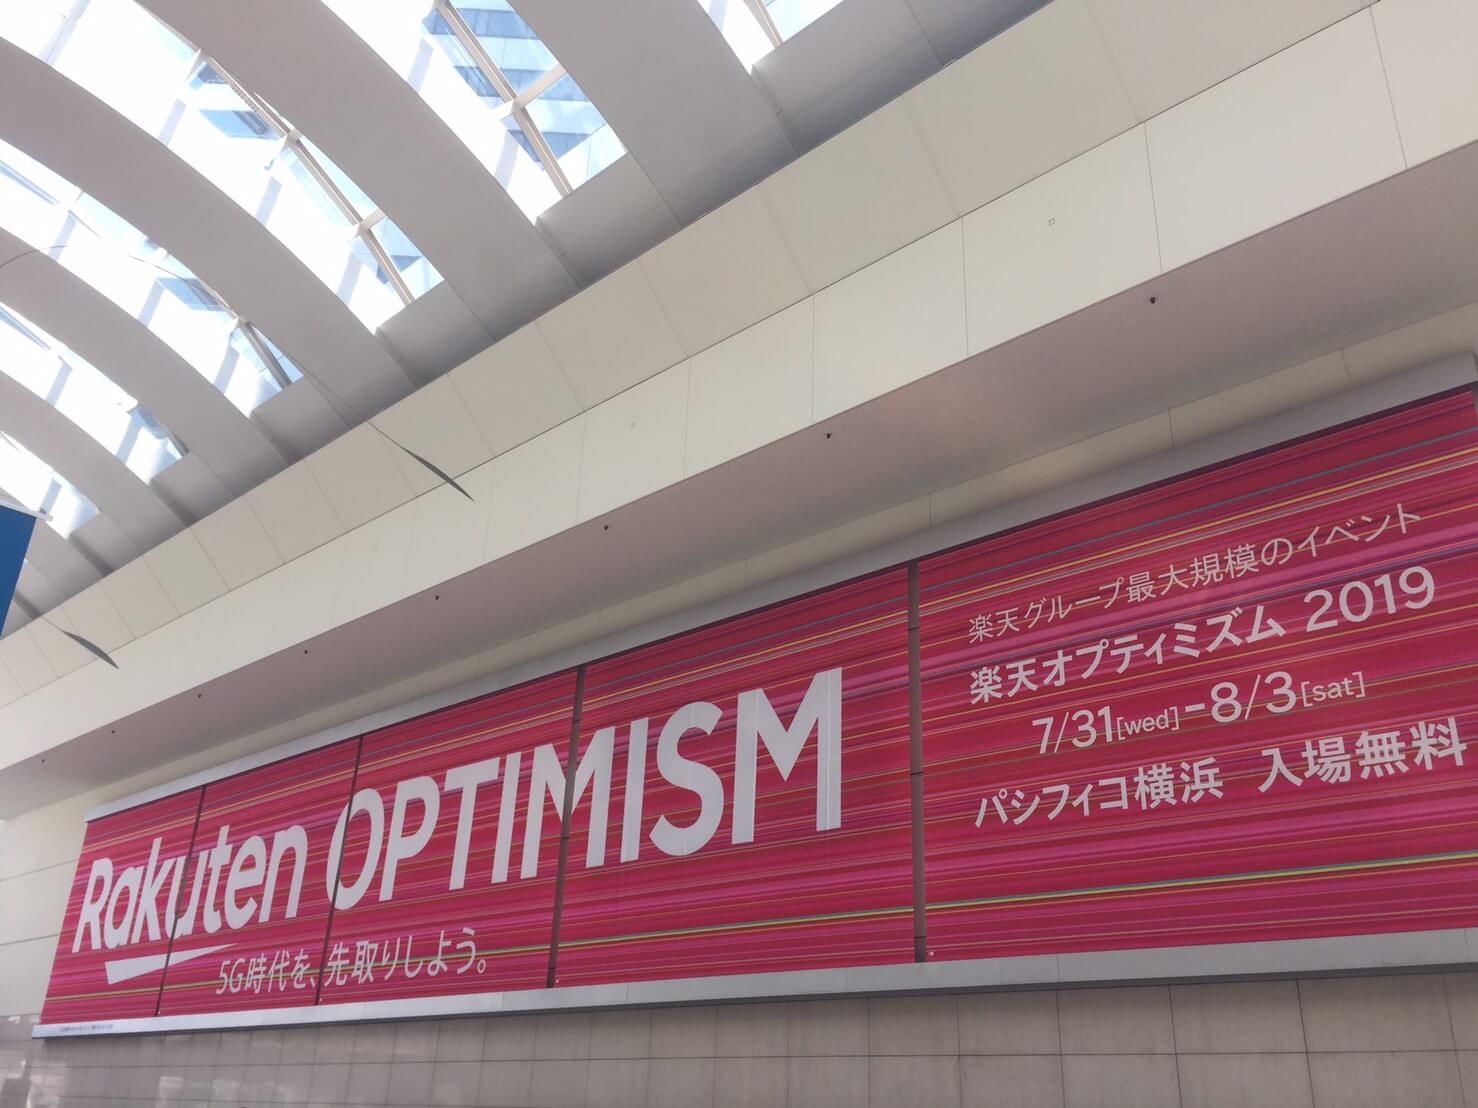 Rakuten OPTIMISM
5G時代を、先取りしよう。
楽天グループ最大規模のイベント
楽天オプティミズム 2019
7/31[wed]-8/3[sat]
パシフィコ横浜 入場無料